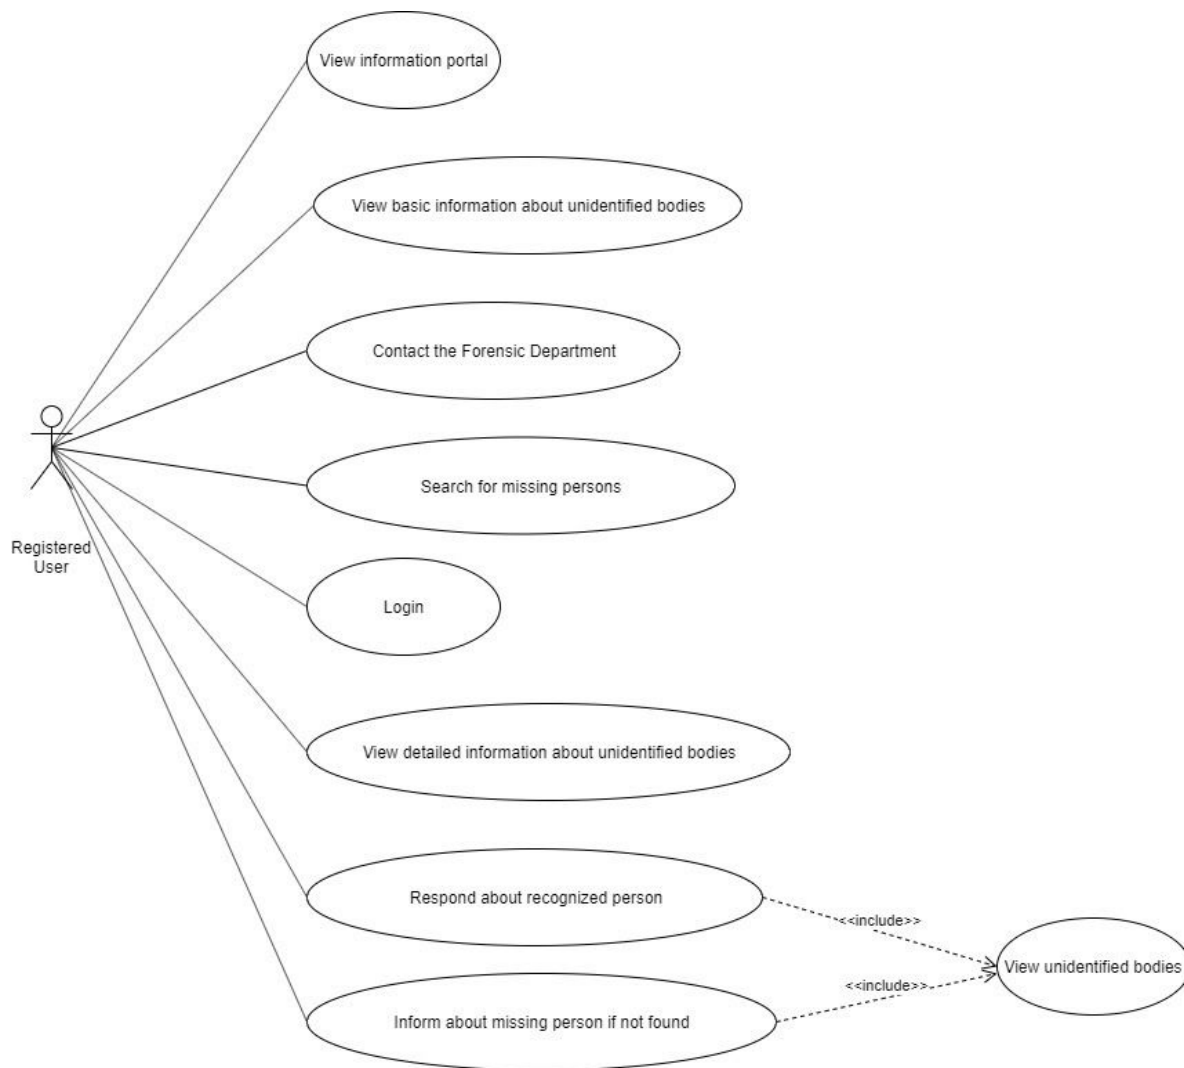 View information portal
View basic information about unidentified bodies
Contact the Forensic Department
Search for missing persons
Registered
User
Login
View detailed information about unidentified bodies
Respond about recognized person
<<include>>
View unidentified bodies
<<include>>
Inform about missing person if not found